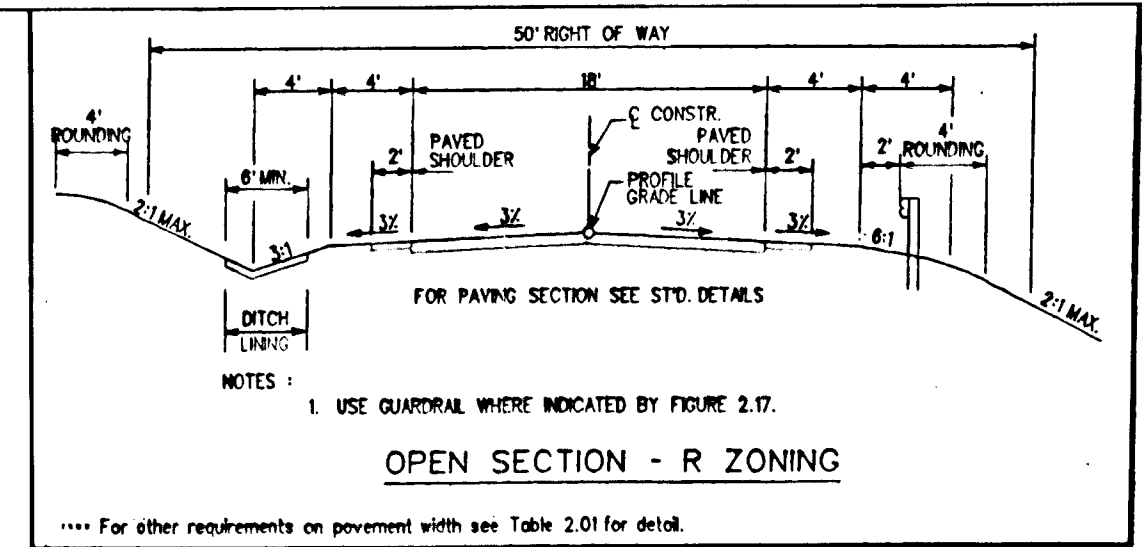 50' RIGHT OF WAY
4'
4'
18'
4'
4'
4'
ROUNDING
℄ CONSTR.
PAVED
SHOULDER
PAVED
SHOULDER
4'
ROUNDING
2'
2'
2'
6' MIN.
PROFILE
GRADE LINE
2:1 MAX.
3:1
3%
3%
3%
3%
6:1
2:1 MAX.
FOR PAVING SECTION SEE ST'D. DETAILS
DITCH
LINING
NOTES :
1. USE GUARDRAIL WHERE INDICATED BY FIGURE 2.17.
OPEN SECTION - R ZONING
•••• For other requirements on pavement width see Table 2.01 for detail.